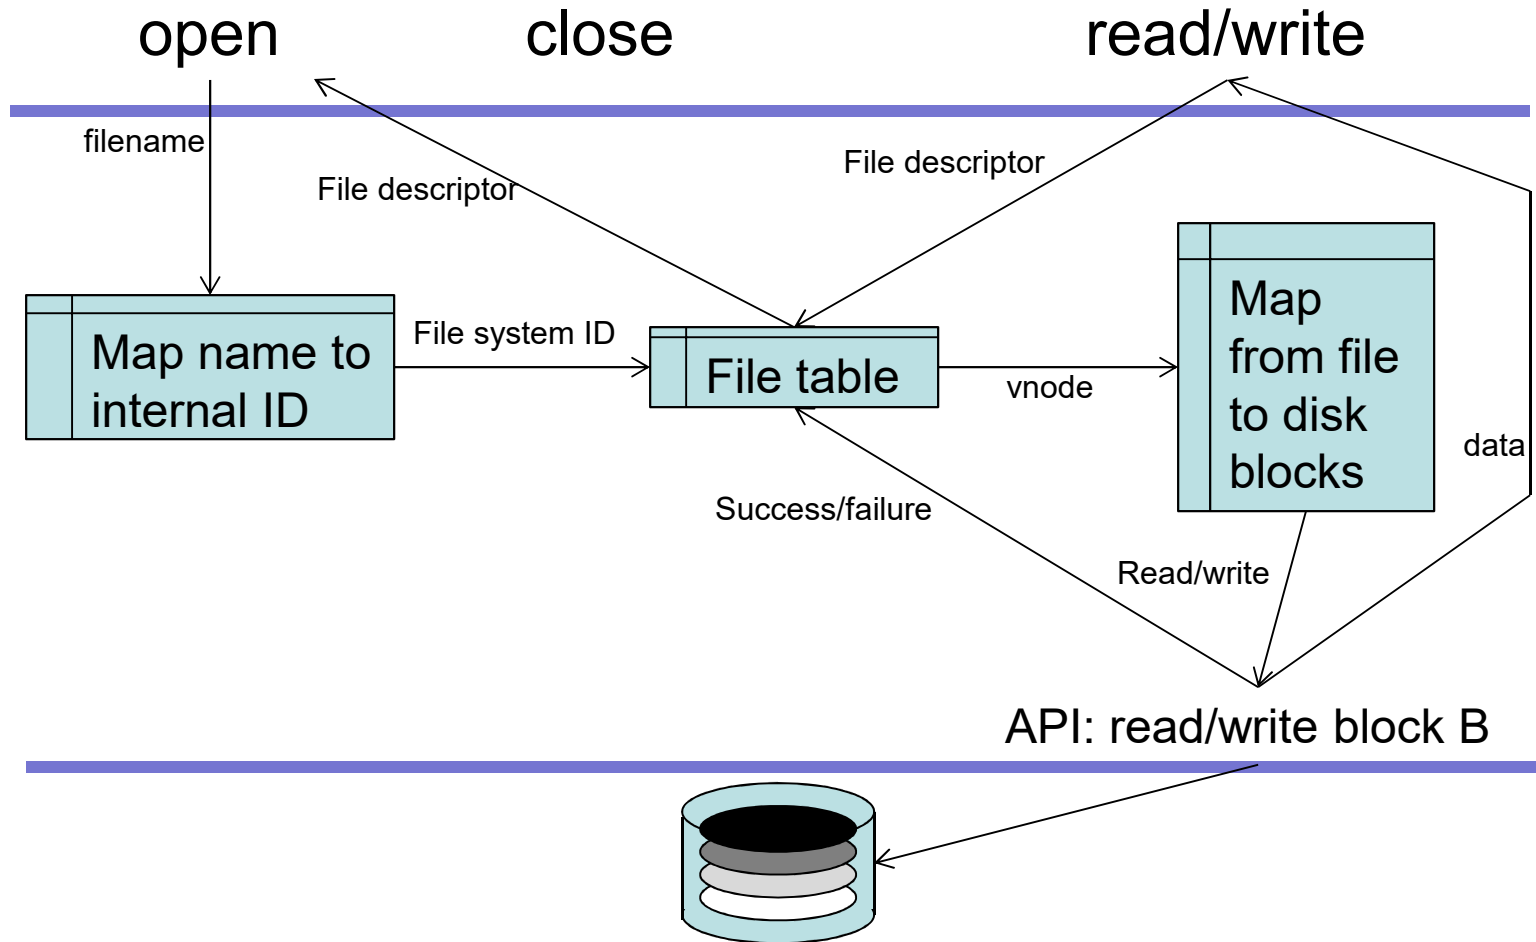 open
close
read/write
filename
File descriptor
File descriptor
Map name to
internal ID
File system ID
File table
vnode
Map
from file
to disk
blocks
data
Success/failure
Read/write
API: read/write block B